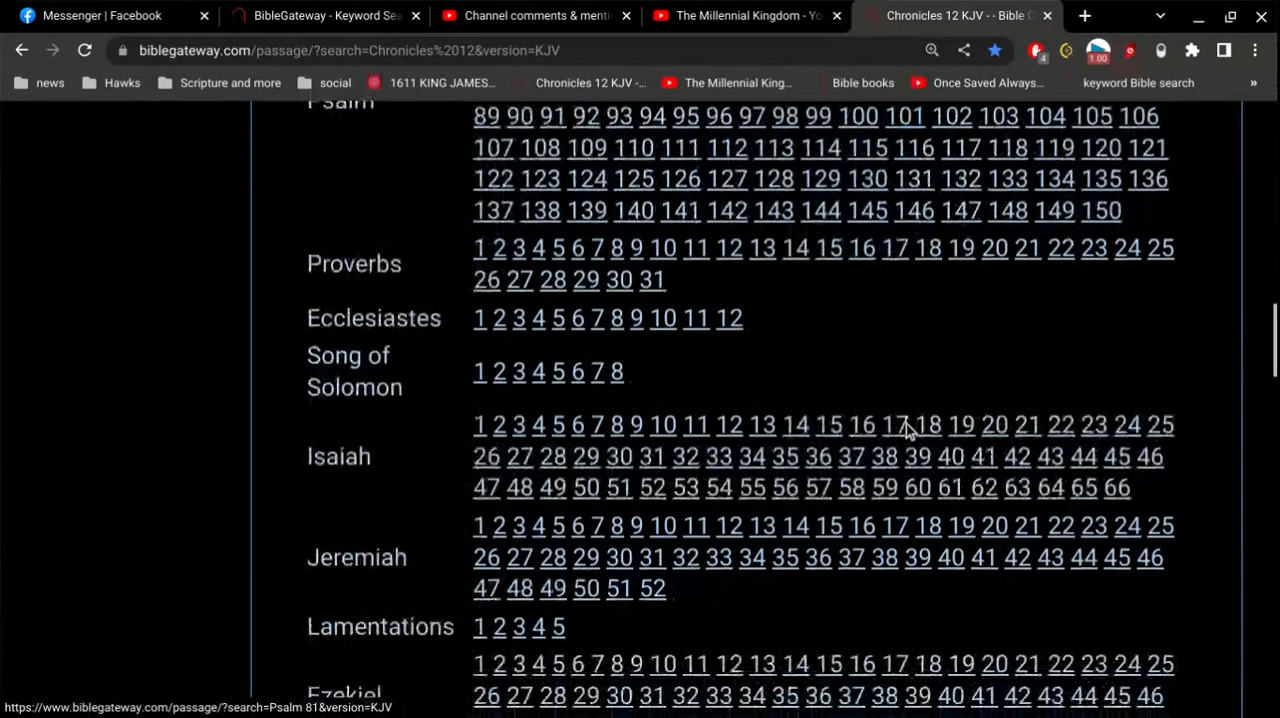 Messenger | Facebook
BibleGateway - Keyword Sea
Channel comments & menti
The Millennial Kingdom - Yo
Chronicles 12 KJV - - Bible G
biblegateway.com/passage/?search=Chronicles%2012&version=KJV
4
1.00
news
Hawks
Scripture and more
social
1611 KING JAMES...
Chronicles 12 KJV -...
The Millennial King...
Bible books
Once Saved Always...
keyword Bible search
»
Psalm
89 90 91 92 93 94 95 96 97 98 99 100 101 102 103 104 105 106
107 108 109 110 111 112 113 114 115 116 117 118 119 120 121
122 123 124 125 126 127 128 129 130 131 132 133 134 135 136
137 138 139 140 141 142 143 144 145 146 147 148 149 150
Proverbs
1 2 3 4 5 6 7 8 9 10 11 12 13 14 15 16 17 18 19 20 21 22 23 24 25
26 27 28 29 30 31
Ecclesiastes
1 2 3 4 5 6 7 8 9 10 11 12
Song of
Solomon
1 2 3 4 5 6 7 8
Isaiah
1 2 3 4 5 6 7 8 9 10 11 12 13 14 15 16 17 18 19 20 21 22 23 24 25
26 27 28 29 30 31 32 33 34 35 36 37 38 39 40 41 42 43 44 45 46
47 48 49 50 51 52 53 54 55 56 57 58 59 60 61 62 63 64 65 66
Jeremiah
1 2 3 4 5 6 7 8 9 10 11 12 13 14 15 16 17 18 19 20 21 22 23 24 25
26 27 28 29 30 31 32 33 34 35 36 37 38 39 40 41 42 43 44 45 46
47 48 49 50 51 52
Lamentations
1 2 3 4 5
Ezekiel
1 2 3 4 5 6 7 8 9 10 11 12 13 14 15 16 17 18 19 20 21 22 23 24 25
26 27 28 29 30 31 32 33 34 35 36 37 38 39 40 41 42 43 44 45 46
https://www.biblegateway.com/passage/?search=Psalm 81&version=KJV